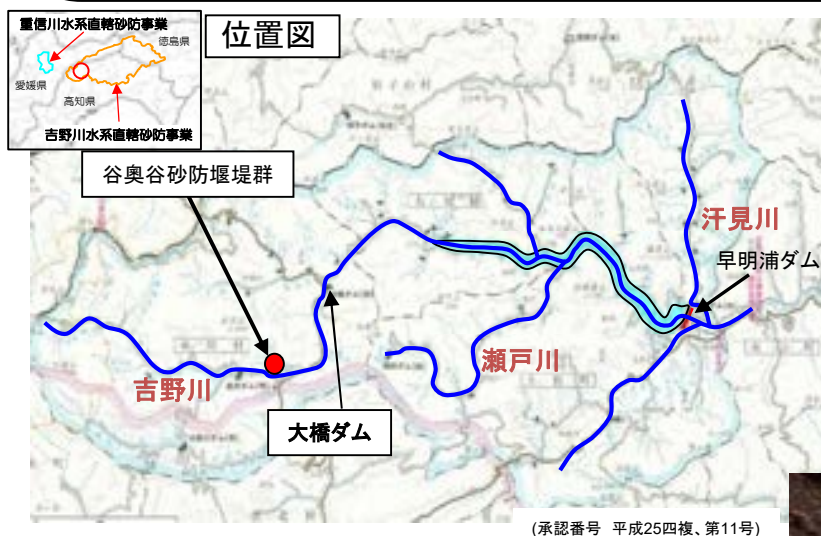 重信川水系直轄砂防事業
徳島県
愛媛県
高知県
吉野川水系直轄砂防事業
位置図
谷奥谷砂防堰堤群
汗見川
早明浦ダム
瀬戸川
吉野川
大橋ダム
(承認番号 平成25四複、第11号)